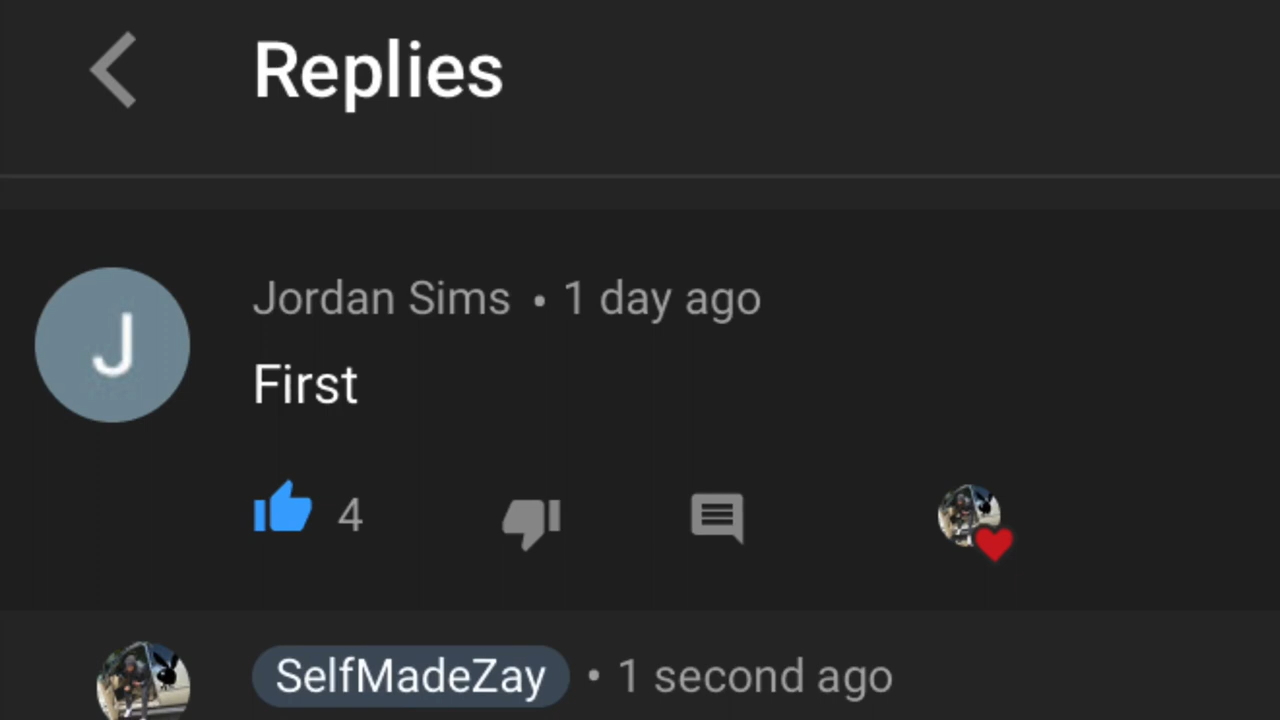 Replies
J
Jordan Sims • 1 day ago
First
4
SelfMadeZay • 1 second ago